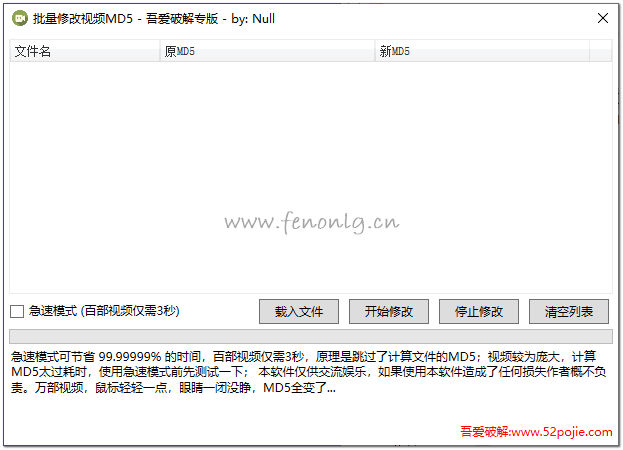 批量修改视频MD5 - 吾爱破解专版 - by: Null
文件名 原MD5 新MD5
www.fenonlg.cn
急速模式 (百部视频仅需3秒) 载入文件 开始修改 停止修改 清空列表
急速模式可节省 99.99999% 的时间，百部视频仅需3秒，原理是跳过了计算文件的MD5；视频较为庞大，计算
MD5太过耗时，使用急速模式前先测试一下； 本软件仅供交流娱乐，如果使用本软件造成了任何损失作者概不负
责。万部视频，鼠标轻轻一点，眼睛一闭没睁，MD5全变了...
吾爱破解:www.52pojie.com